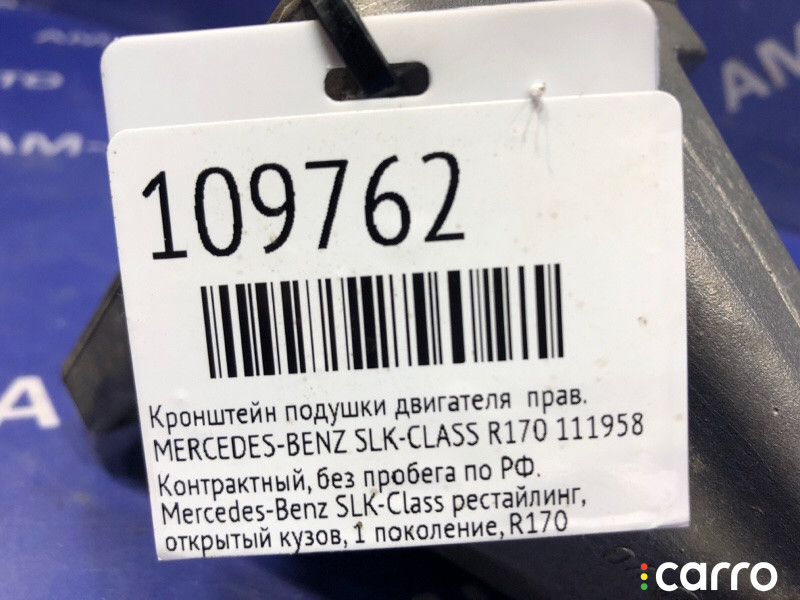 109762
Кронштейн подушки двигателя прав.
MERCEDES-BENZ SLK-CLASS R170 111958
Контрактный, без пробега по РФ.
Mercedes-Benz SLK-Class рестайлинг,
открытый кузов, 1 поколение, R170
carro